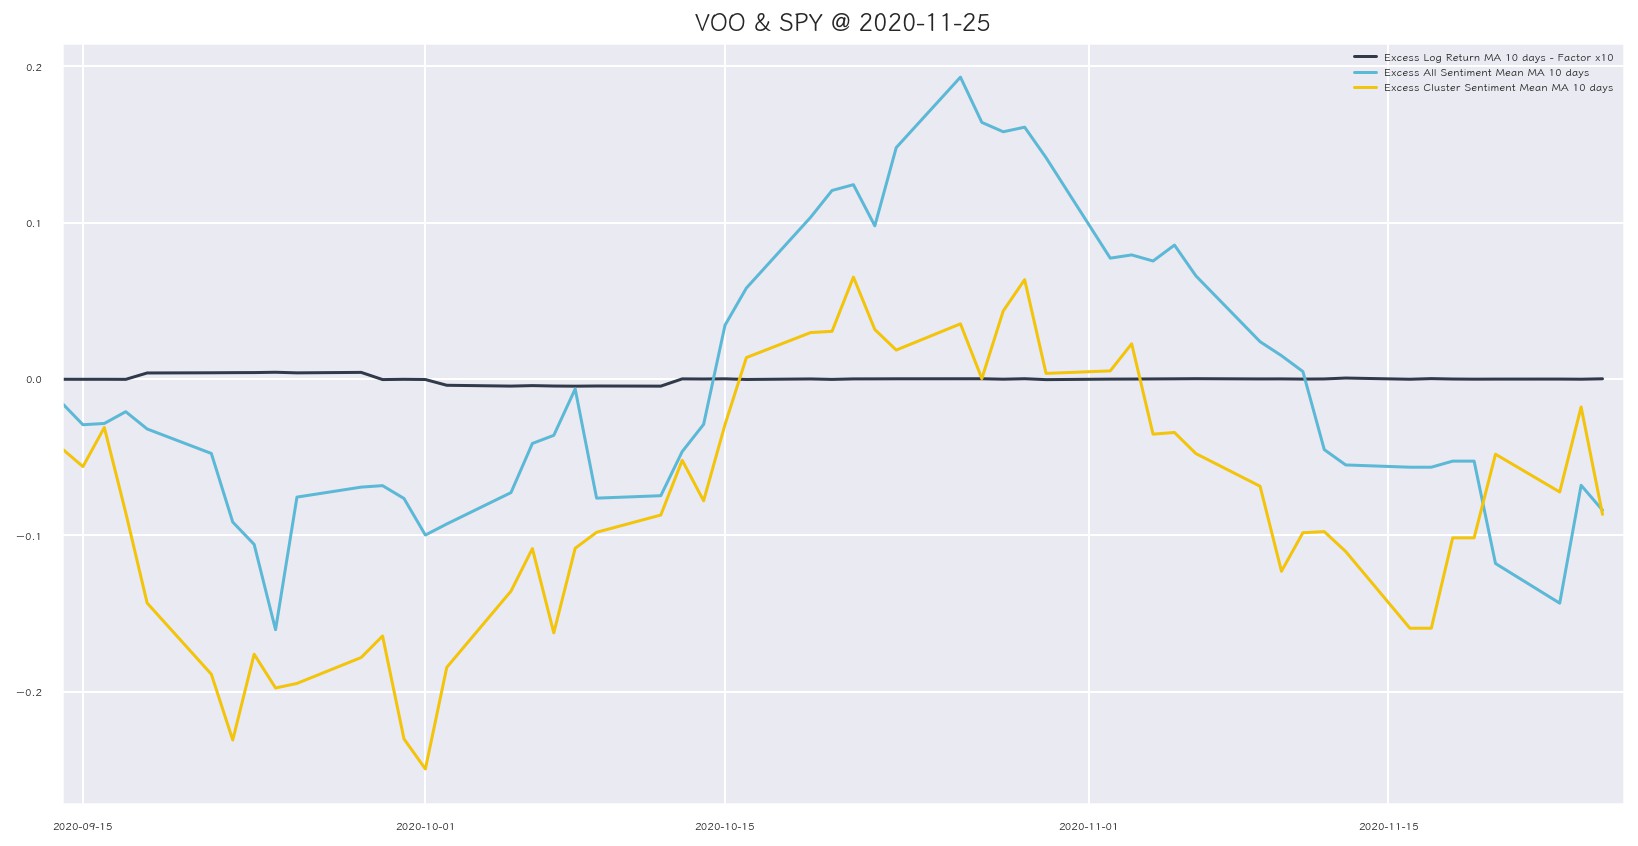 VOO & SPY @ 2020-11-25
Excess Log Return MA 10 days - Factor x10
Excess All Sentiment Mean MA 10 days
Excess Cluster Sentiment Mean MA 10 days
0.2
0.1
0.0
−0.1
−0.2
2020-09-15
2020-10-01
2020-10-15
2020-11-01
2020-11-15